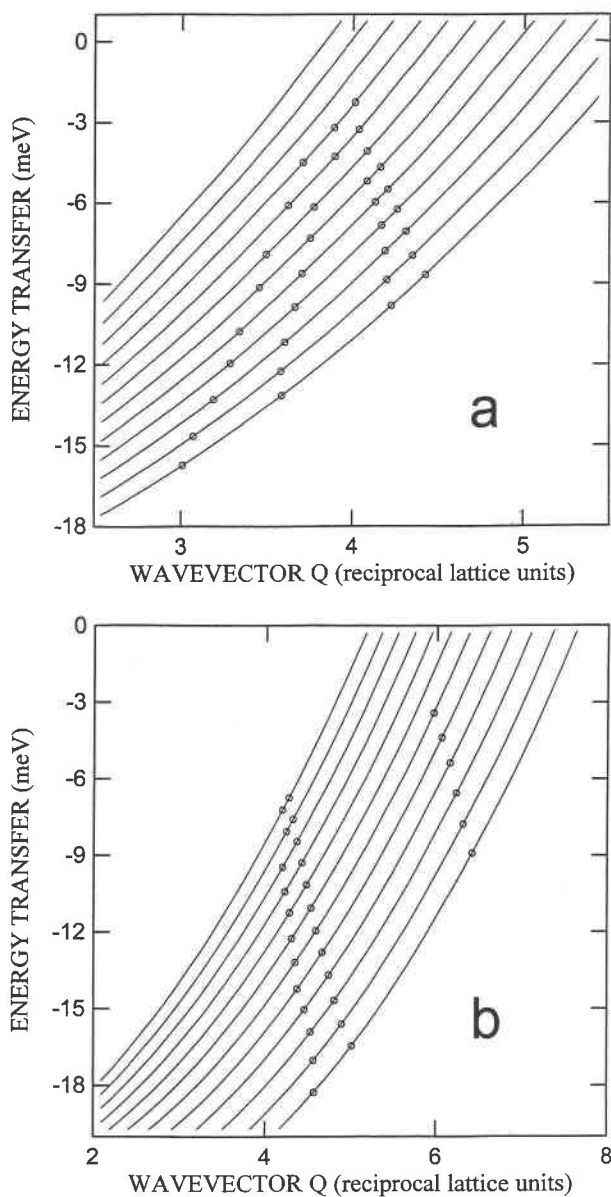 0
-3
-6
-9
-12
-15
-18
ENERGY TRANSFER (meV)
a
3 4 5
WAVEVECTOR Q (reciprocal lattice units)
0
-3
-6
-9
-12
-15
-18
ENERGY TRANSFER (meV)
b
2 4 6 8
WAVEVECTOR Q (reciprocal lattice units)